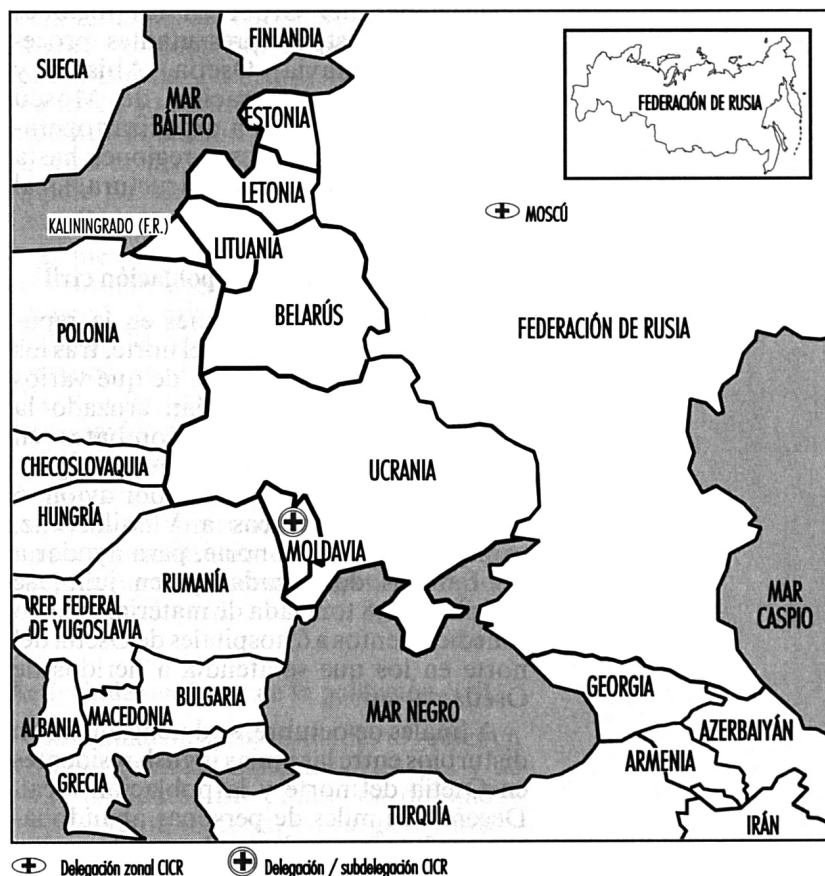 FINLANDIA
SUECIA
MAR
BÁLTICO
ESTONIA
FEDERACIÓN DE RUSIA
LETONIA
MOSCÚ
KALININGRADO (F.R.)
LITUANIA
BELARÚS
POLONIA
FEDERACIÓN DE RUSIA
CHECOSLOVAQUIA
UCRANIA
HUNGRÍA
MOLDAVIA
RUMANÍA
REP. FEDERAL
DE YUGOSLAVIA
MAR
CASPIO
BULGARIA
GEORGIA
ALBANIA
MACEDONIA
MAR NEGRO
AZERBAIYÁN
ARMENIA
GRECIA
TURQUÍA
IRÁN
Delegación zonal CICR
Delegación / subdelegación CICR